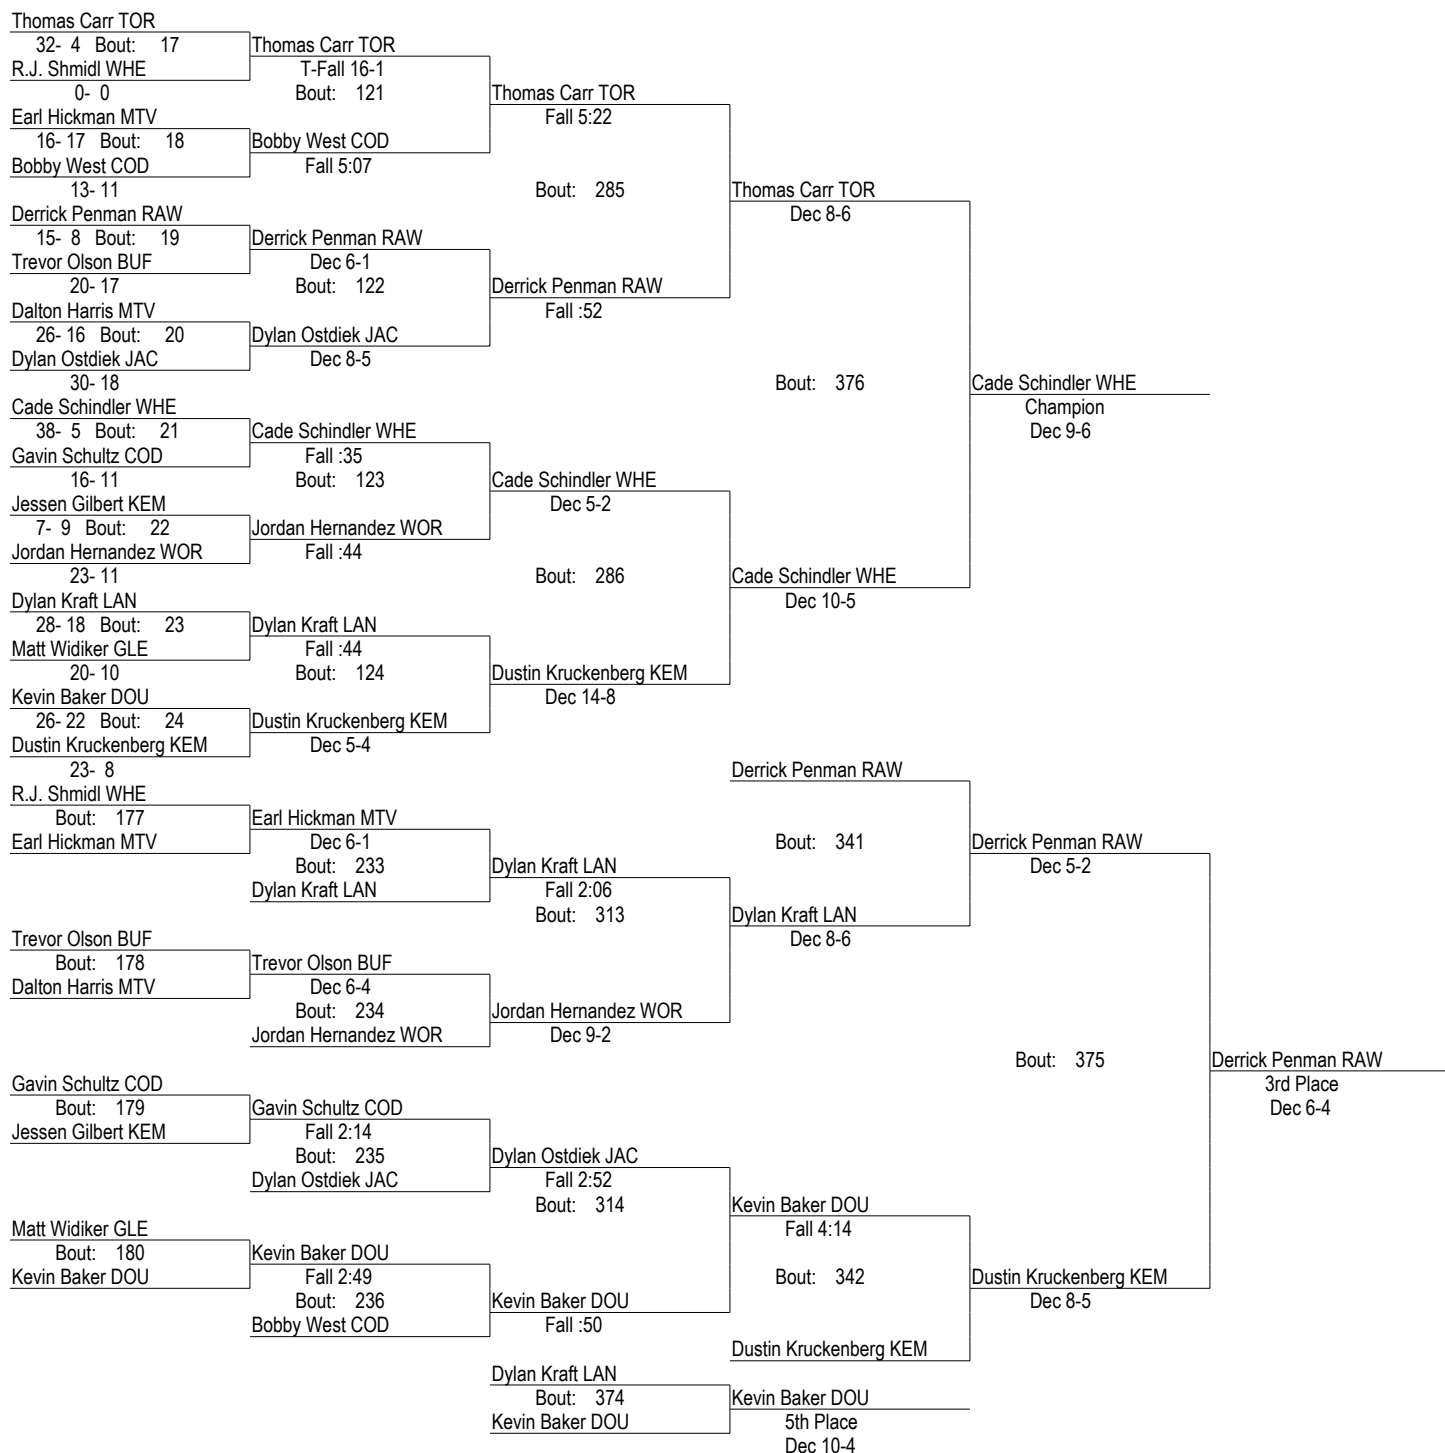 Thomas Carr TOR
32- 4 Bout: 17 Thomas Carr TOR
R.J. Shmidl WHE T-Fall 16-1
0- 0 Bout: 121 Thomas Carr TOR
Earl Hickman MTV Fall 5:22
16- 17 Bout: 18 Bobby West COD
Bobby West COD Fall 5:07
13- 11 Bout: 285 Thomas Carr TOR
Derrick Penman RAW Dec 8-6
15- 8 Bout: 19 Derrick Penman RAW
Trevor Olson BUF Dec 6-1
20- 17 Bout: 122 Derrick Penman RAW
Dalton Harris MTV Fall :52
26- 16 Bout: 20 Dylan Ostdiek JAC
Dylan Ostdiek JAC Dec 8-5
30- 18 Bout: 376 Cade Schindler WHE
Cade Schindler WHE Champion
38- 5 Bout: 21 Cade Schindler WHE Dec 9-6
Gavin Schultz COD Fall :35
16- 11 Bout: 123 Cade Schindler WHE
Jessen Gilbert KEM Dec 5-2
7- 9 Bout: 22 Jordan Hernandez WOR
Jordan Hernandez WOR Fall :44
23- 11 Bout: 286 Cade Schindler WHE
Dylan Kraft LAN Dec 10-5
28- 18 Bout: 23 Dylan Kraft LAN
Matt Widiker GLE Fall :44
20- 10 Bout: 124 Dustin Kruckenberg KEM
Kevin Baker DOU Dec 14-8
26- 22 Bout: 24 Dustin Kruckenberg KEM
Dustin Kruckenberg KEM Dec 5-4
23- 8 Derrick Penman RAW
R.J. Shmidl WHE
Bout: 177 Earl Hickman MTV
Earl Hickman MTV Dec 6-1 Bout: 341 Derrick Penman RAW
Bout: 233 Dylan Kraft LAN Dec 5-2
Dylan Kraft LAN Fall 2:06
Bout: 313 Dylan Kraft LAN
Trevor Olson BUF Dec 8-6
Bout: 178 Trevor Olson BUF
Dalton Harris MTV Dec 6-4
Bout: 234 Jordan Hernandez WOR
Jordan Hernandez WOR Dec 9-2
Bout: 375 Derrick Penman RAW
Gavin Schultz COD 3rd Place
Bout: 179 Gavin Schultz COD Dec 6-4
Jessen Gilbert KEM Fall 2:14
Bout: 235 Dylan Ostdiek JAC
Dylan Ostdiek JAC Fall 2:52
Bout: 314 Kevin Baker DOU
Matt Widiker GLE Fall 4:14
Bout: 180 Kevin Baker DOU
Kevin Baker DOU Fall 2:49 Bout: 342 Dustin Kruckenberg KEM
Bout: 236 Kevin Baker DOU Dec 8-5
Bobby West COD Fall :50
Dustin Kruckenberg KEM
Dylan Kraft LAN
Bout: 374 Kevin Baker DOU
Kevin Baker DOU 5th Place
Dec 10-4